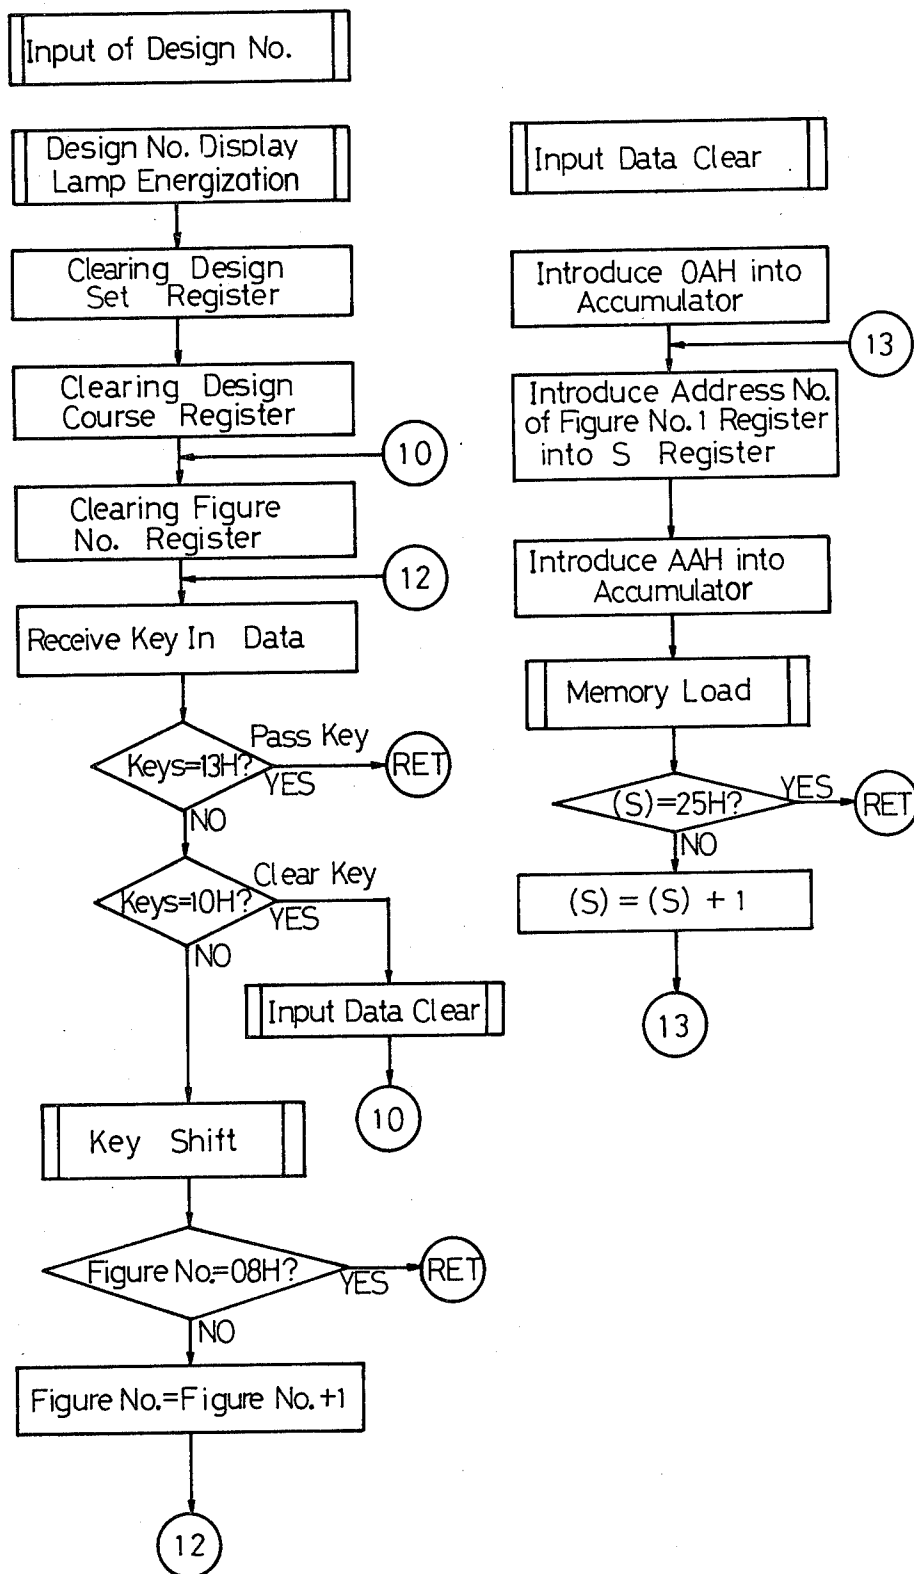 Input of Design No.
Design No. Display
Lamp Energization
Clearing Design
Set Register
Clearing Design
Course Register
10
Clearing Figure
No. Register
12
Receive Key In Data
Keys=13H?
Pass Key
YES
RET
NO
Keys=10H?
Clear Key
YES
NO
Input Data Clear
10
Key Shift
Figure No.=08H?
YES
RET
NO
Figure No.=Figure No.+1
12
Input Data Clear
Introduce 0AH into
Accumulator
13
Introduce Address No.
of Figure No.1 Register
into S Register
Introduce AAH into
Accumulator
Memory Load
(S)=25H?
YES
RET
NO
(S) = (S) + 1
13